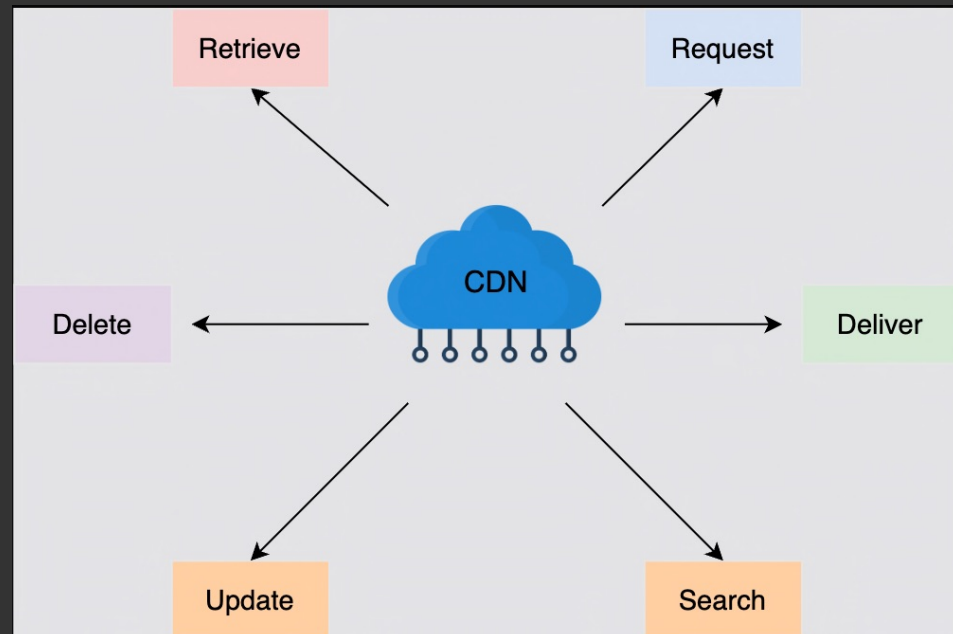 Retrieve
Request
CDN
Delete
Deliver
Update
Search